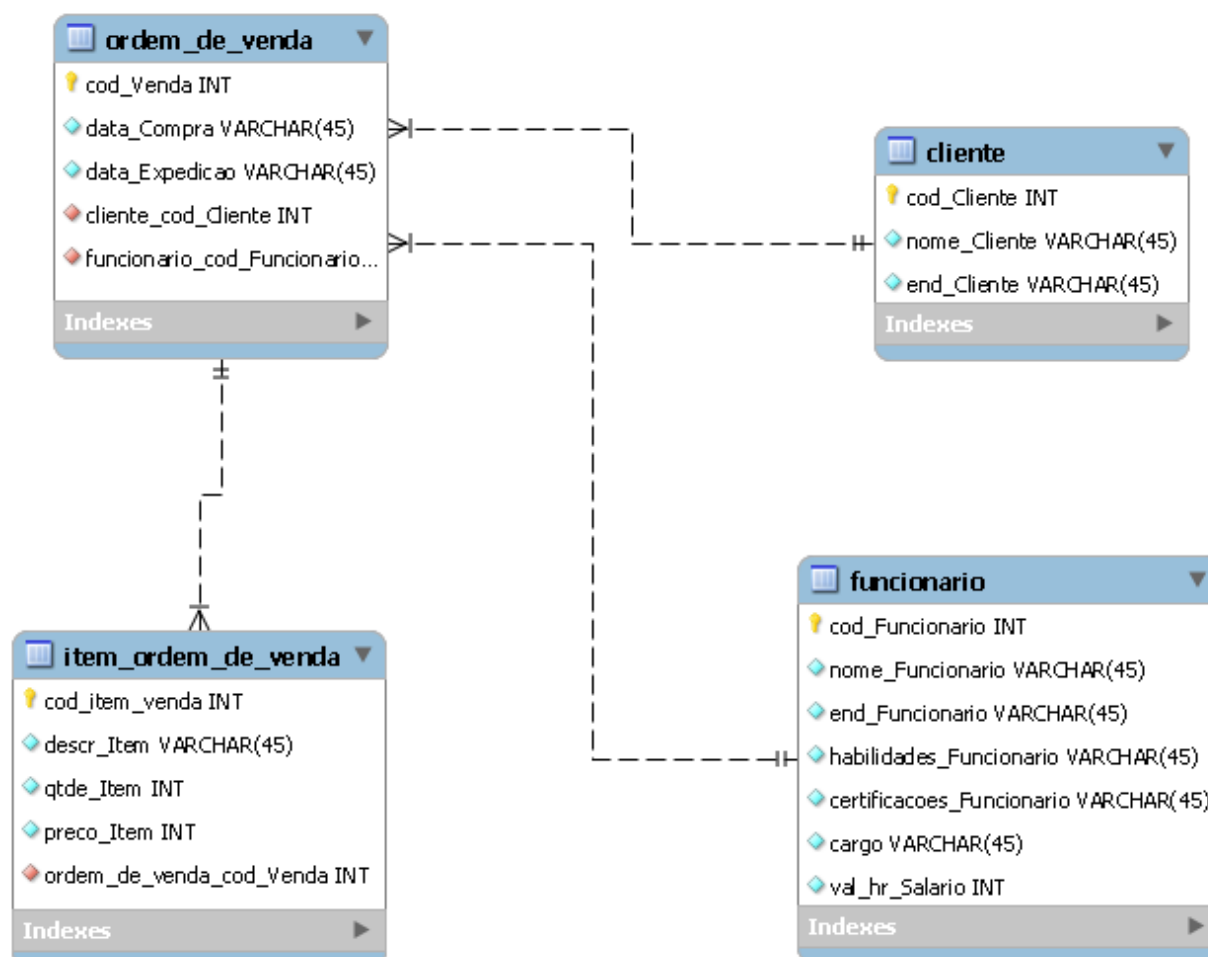 ordem_de_venda
cod_Venda INT
data_Compra VARCHAR(45)
data_Expedicao VARCHAR(45)
cliente_cod_Cliente INT
funcionario_cod_Funcionario...
Indexes
cliente
cod_Cliente INT
nome_Cliente VARCHAR(45)
end_Cliente VARCHAR(45)
Indexes
item_ordem_de_venda
cod_item_venda INT
descr_Item VARCHAR(45)
qtde_Item INT
preco_Item INT
ordem_de_venda_cod_Venda INT
Indexes
funcionario
cod_Funcionario INT
nome_Funcionario VARCHAR(45)
end_Funcionario VARCHAR(45)
habilidades_Funcionario VARCHAR(45)
certificacoes_Funcionario VARCHAR(45)
cargo VARCHAR(45)
val_hr_Salario INT
Indexes